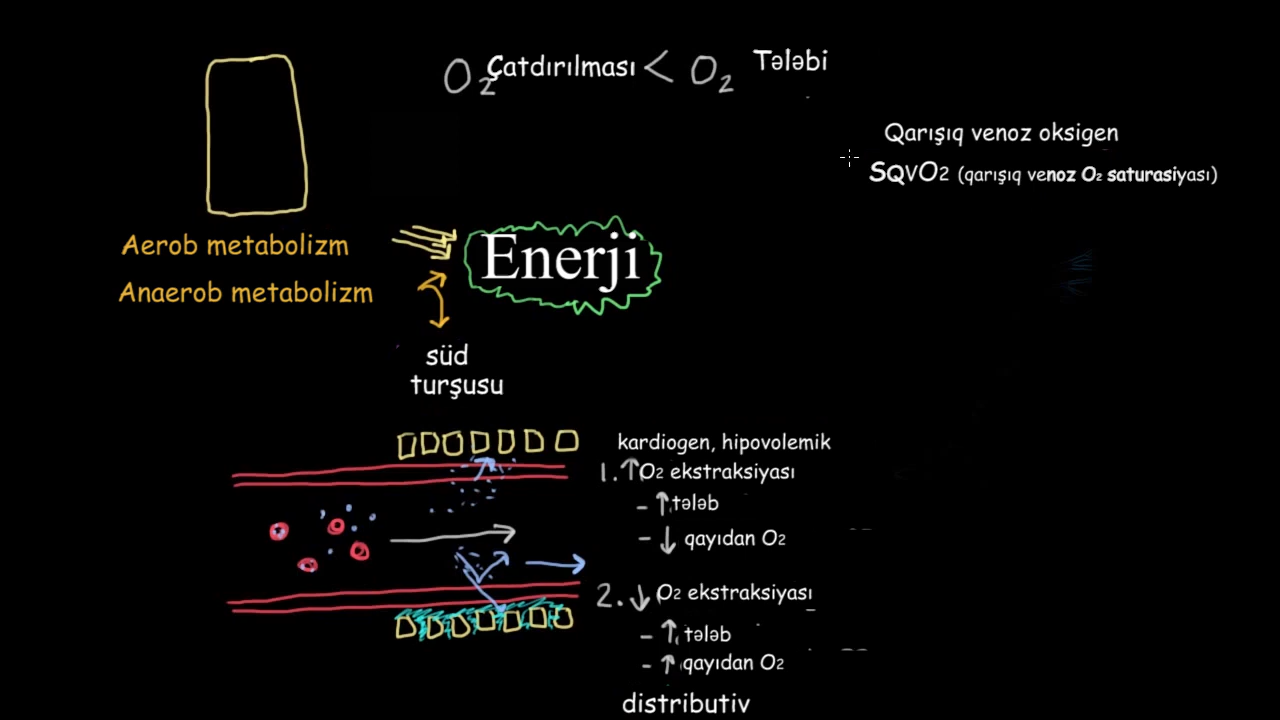 O₂ Çatdırılması < O₂ Tələbi
Qarışıq venoz oksigen
SQVO2 (qarışıq venoz O₂ saturasiyası)
Aerob metabolizm
Enerji
Anaerob metabolizm
süd
turşusu
kardiogen, hipovolemik
1. ↑ O2 ekstraksiyası
- ↑ tələb
- ↓ qayıdan O2
2. ↓ O2 ekstraksiyası
- ↑ tələb
- ↑ qayıdan O2
distributiv